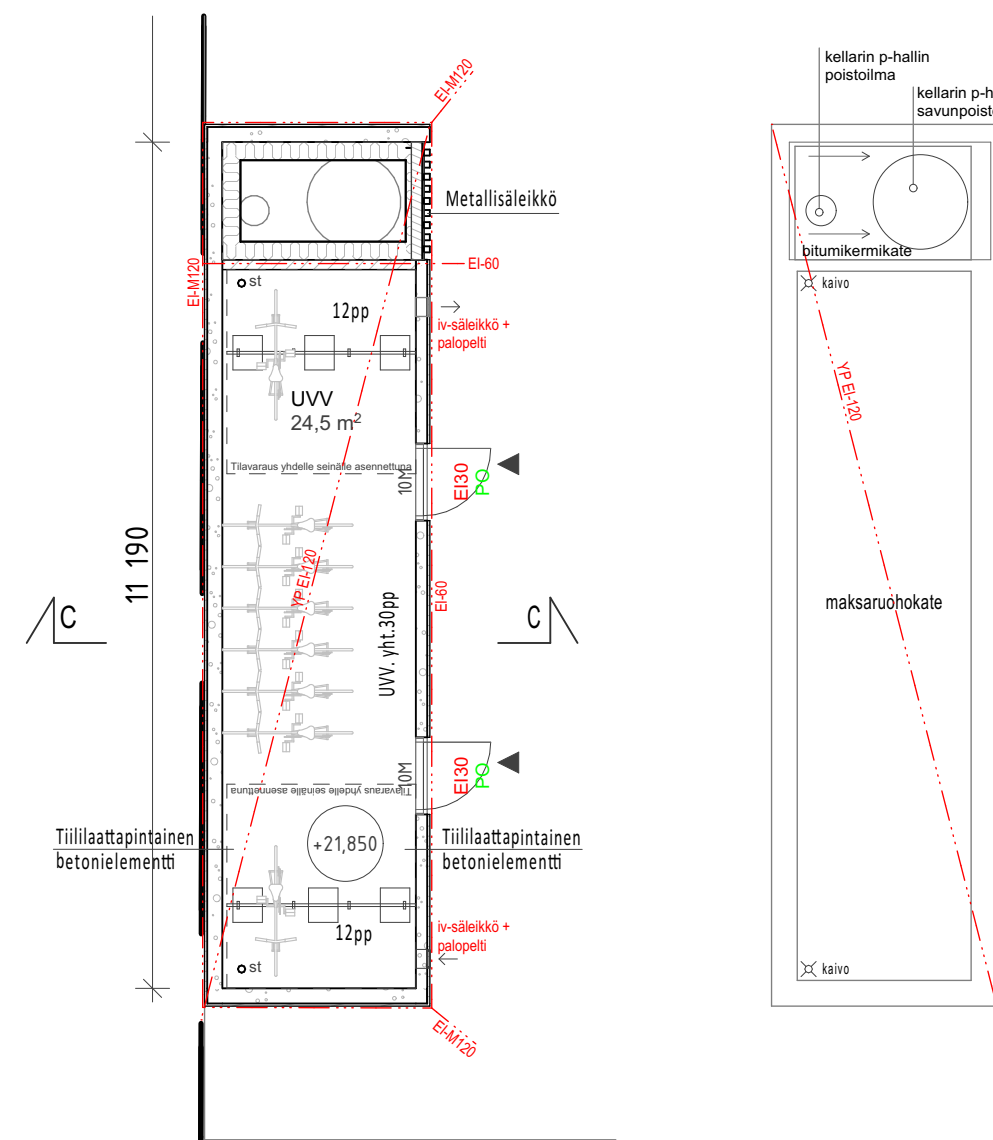 EI-M120
Metallisäleikkö
EI-M120
EI-60
st
12pp
iv-säleikkö +
palopelti
UVV
24,5 m²
Tilavaraus yhdelle seinälle asennettuna
10M
EI30
PO
11 190
YP EI-120
UVV. yht.30pp
EI-60
C
C
10M
EI30
PO
Tilavaraus yhdelle seinälle asennettuna
Tiililaattapintainen
betonielementti
+21,850
Tiililaattapintainen
betonielementti
12pp
iv-säleikkö +
palopelti
st
EI-M120
kellarin p-hallin
poistoilma
kellarin p-h
savunpoisto
bitumikermikate
kaivo
YP EI-120
maksaruohokate
kaivo